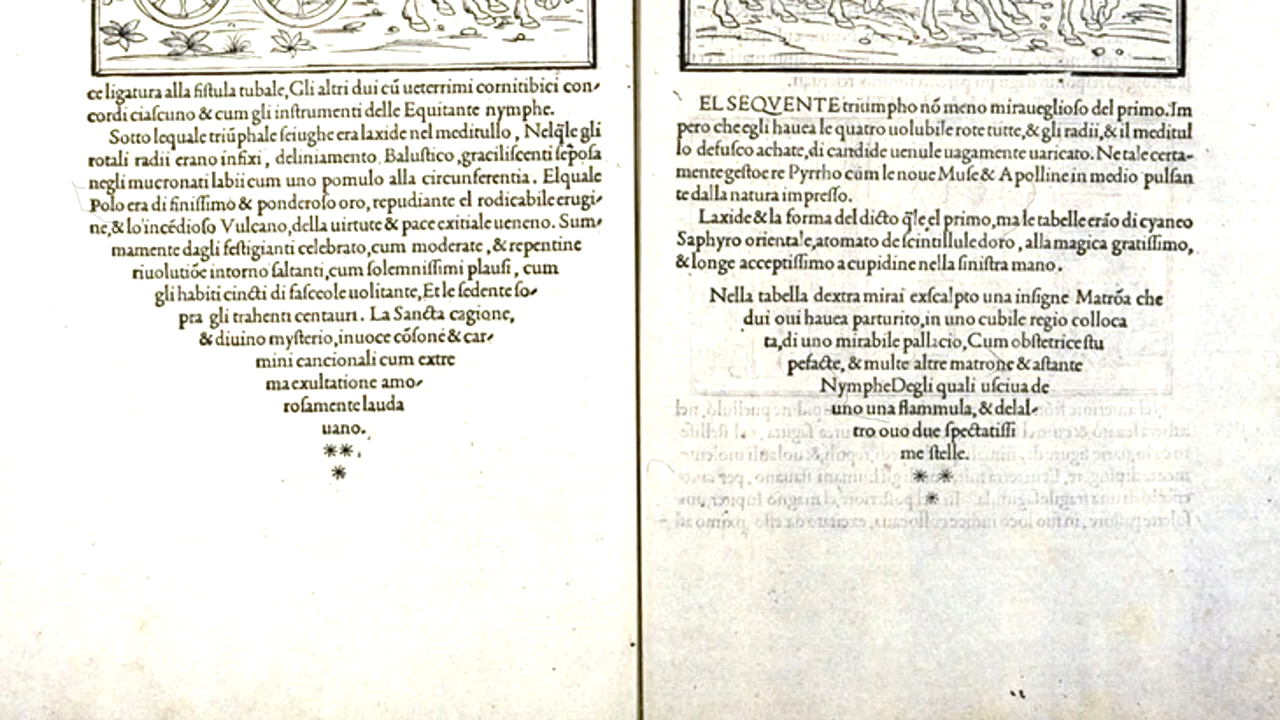 ce ligatura alla fistula tubale, Gli altri dui cũ ueterrimi cornitibici con-
cordi ciascuno & cum gli instrumenti delle Equitante nymphe.
Sotto lequale triũphale seiughe era laxide nel meditullo, Nelq̃le gli
rotali radii erano infixi, deliniamento Balustico, graciliscenti sep̃osa
negli mucronati labii cum uno pomulo alla circunferentia. Elquale
Polo era di finissimo & ponderoso oro, repudiante el rodicabile erugi-
ne, & lo'incẽdioso Vulcano, della uirtute & pace exitiale ueneno. Sum-
mamente dagli festigianti celebrato, cum moderate, & repentine
riuolutiõe intorno saltanti, cum solemnissimi plausi, cum
gli habiti cincti di fasceole uolitante, Et le sedente so-
pra gli trahenti centauri. La Sancta cagione,
& diuino mysterio, in uoce cõsone & car-
mini cancionali cum extre
ma exultatione amo-
rosamente lauda
uano.
EL SEQVENTE triumpho nõ meno miraueglioso del primo. Im
pero che egli hauea le quatro uolubile rote tutte, & gli radii, & il meditul
lo defusco achate, di candide uenule uagamente uaricato. Ne tale certa-
mente gestoe re Pyrrho cum le noue Muse & Apolline in medio pulsan
te dalla natura impresso.
Laxide & la forma del dicto q̃le el primo, ma le tabelle erão di cyaneo
Saphyro orientale, atomato de scintillule doro, alla magica gratissimo,
& longe acceptissimo a cupidine nella sinistra mano.
Nella tabella dextra mirai exscalpto una insigne Matrõa che
dui oui hauea parturito, in uno cubile regio colloca
ta, di uno mirabile pallacio, Cum obstetrice stu
pefacte, & multe altre matrone & astante
Nymphe Degli quali usciua de
uno una flammula, & delal-
tro ouo due spectatissi
me stelle.